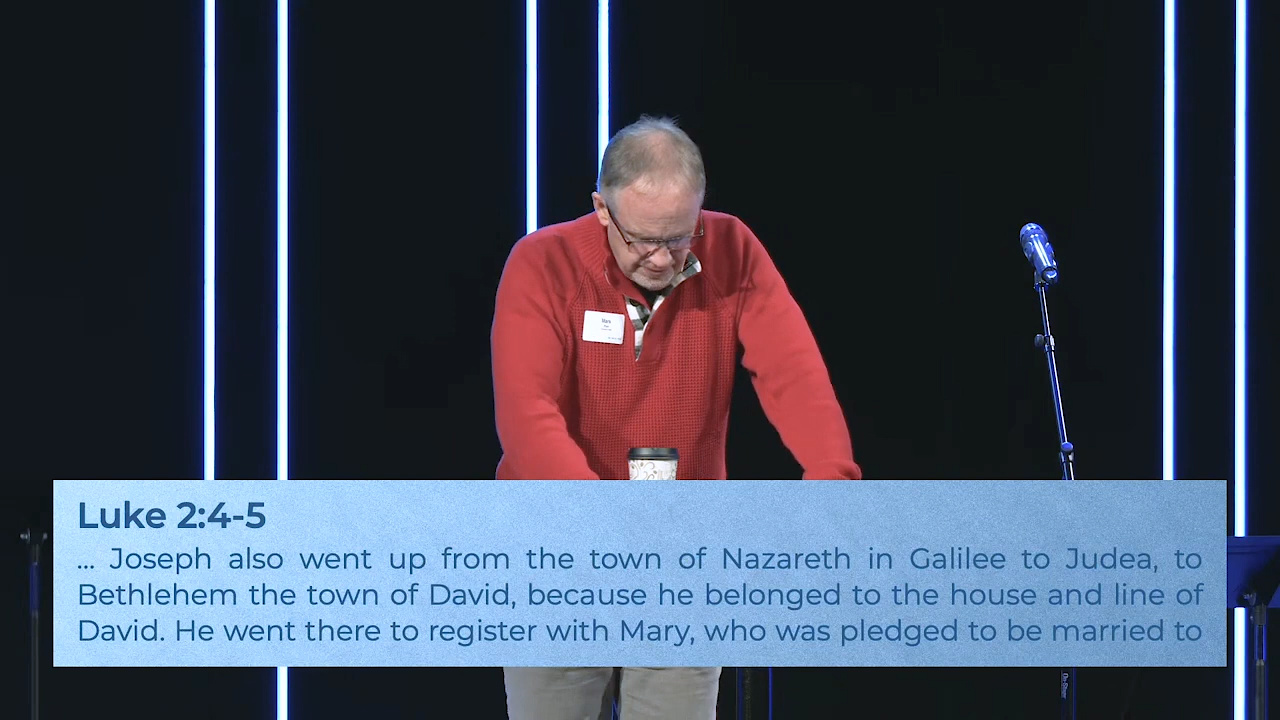 Mark
Luke 2:4-5
... Joseph also went up from the town of Nazareth in Galilee to Judea, to
Bethlehem the town of David, because he belonged to the house and line of
David. He went there to register with Mary, who was pledged to be married to